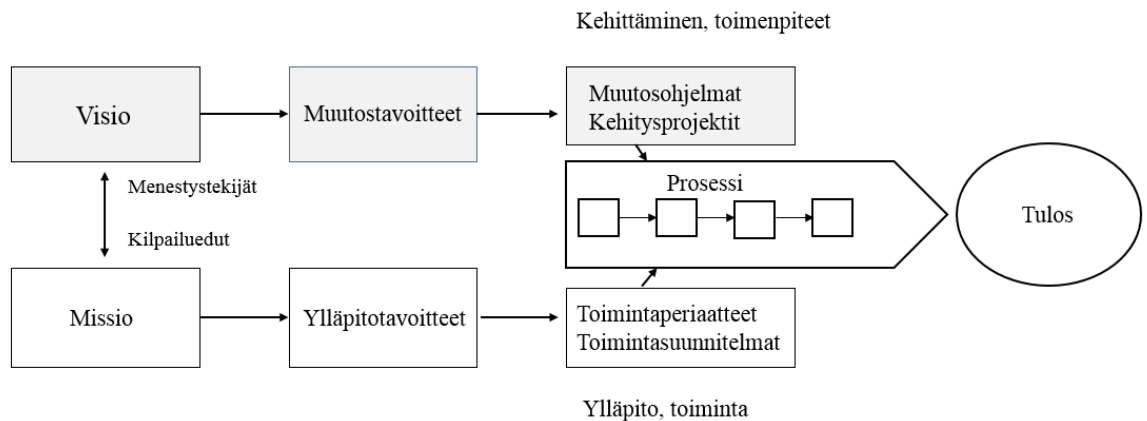 Kehittäminen, toimenpiteet
Visio
Muutostavoitteet
Muutosohjelmat
Kehitysprojektit
Menestystekijät
Kilpailuedut
Prosessi
Tulos
Missio
Ylläpitotavoitteet
Toimintaperiaatteet
Toimintasuunnitelmat
Ylläpito, toiminta